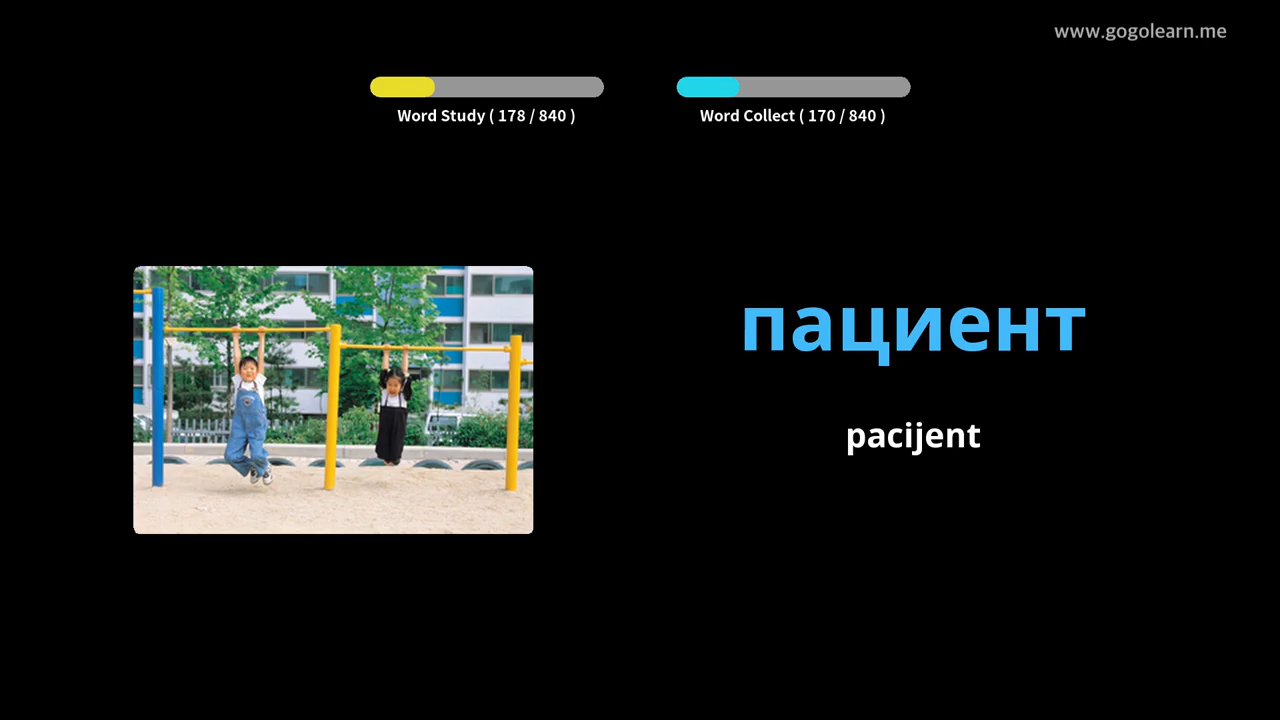 www.gogolearn.me
Word Study ( 178 / 840 )
Word Collect ( 170 / 840 )
пациент
pacijent